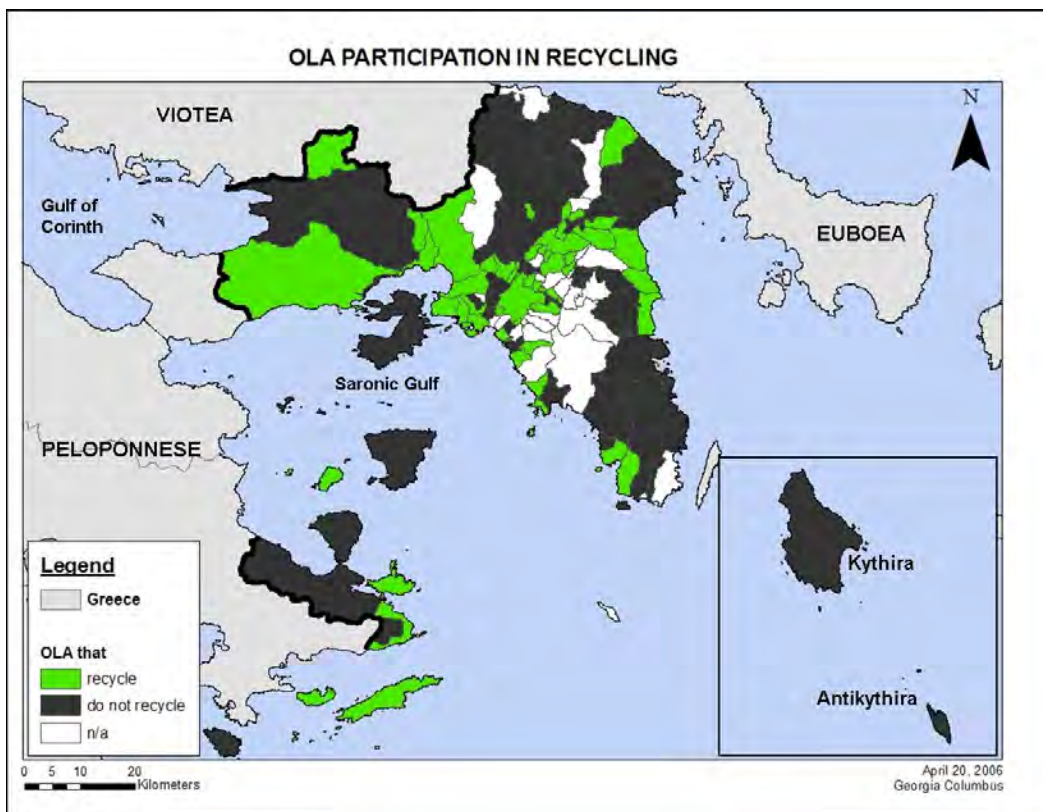 OLA PARTICIPATION IN RECYCLING
VIOTEA
N
Gulf of
Corinth
EUBOEA
Saronic Gulf
PELOPONNESE
Legend
Greece
OLA that
recycle
do not recycle
n/a
Kythira
Antikythira
0 5 10 20
Kilometers
April 20, 2006
Georgia Columbus